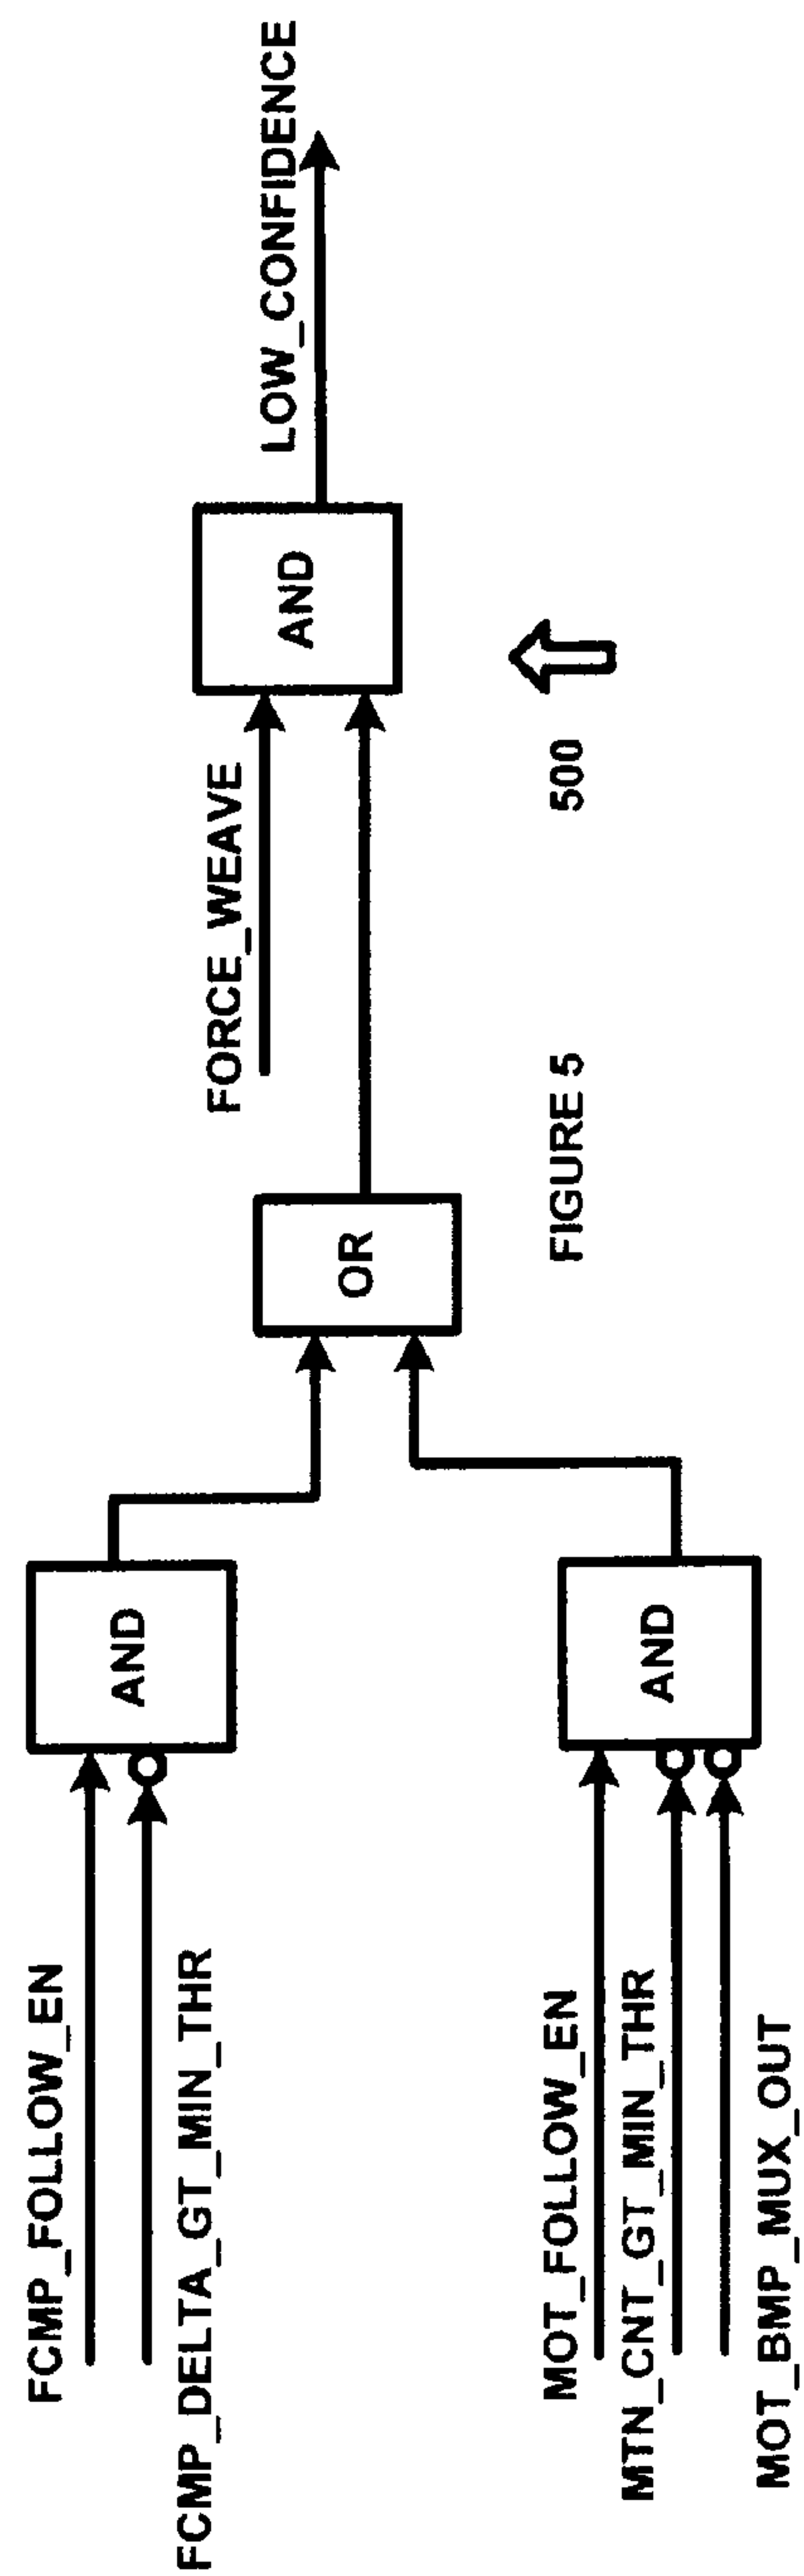 FCMP_FOLLOW_EN
FCMP_DELTA_GT_MIN_THR
AND
MOT_FOLLOW_EN
MTN_CNT_GT_MIN_THR
MOT_BMP_MUX_OUT
AND
OR
FORCE_WEAVE
AND
LOW_CONFIDENCE
FIGURE 5
500